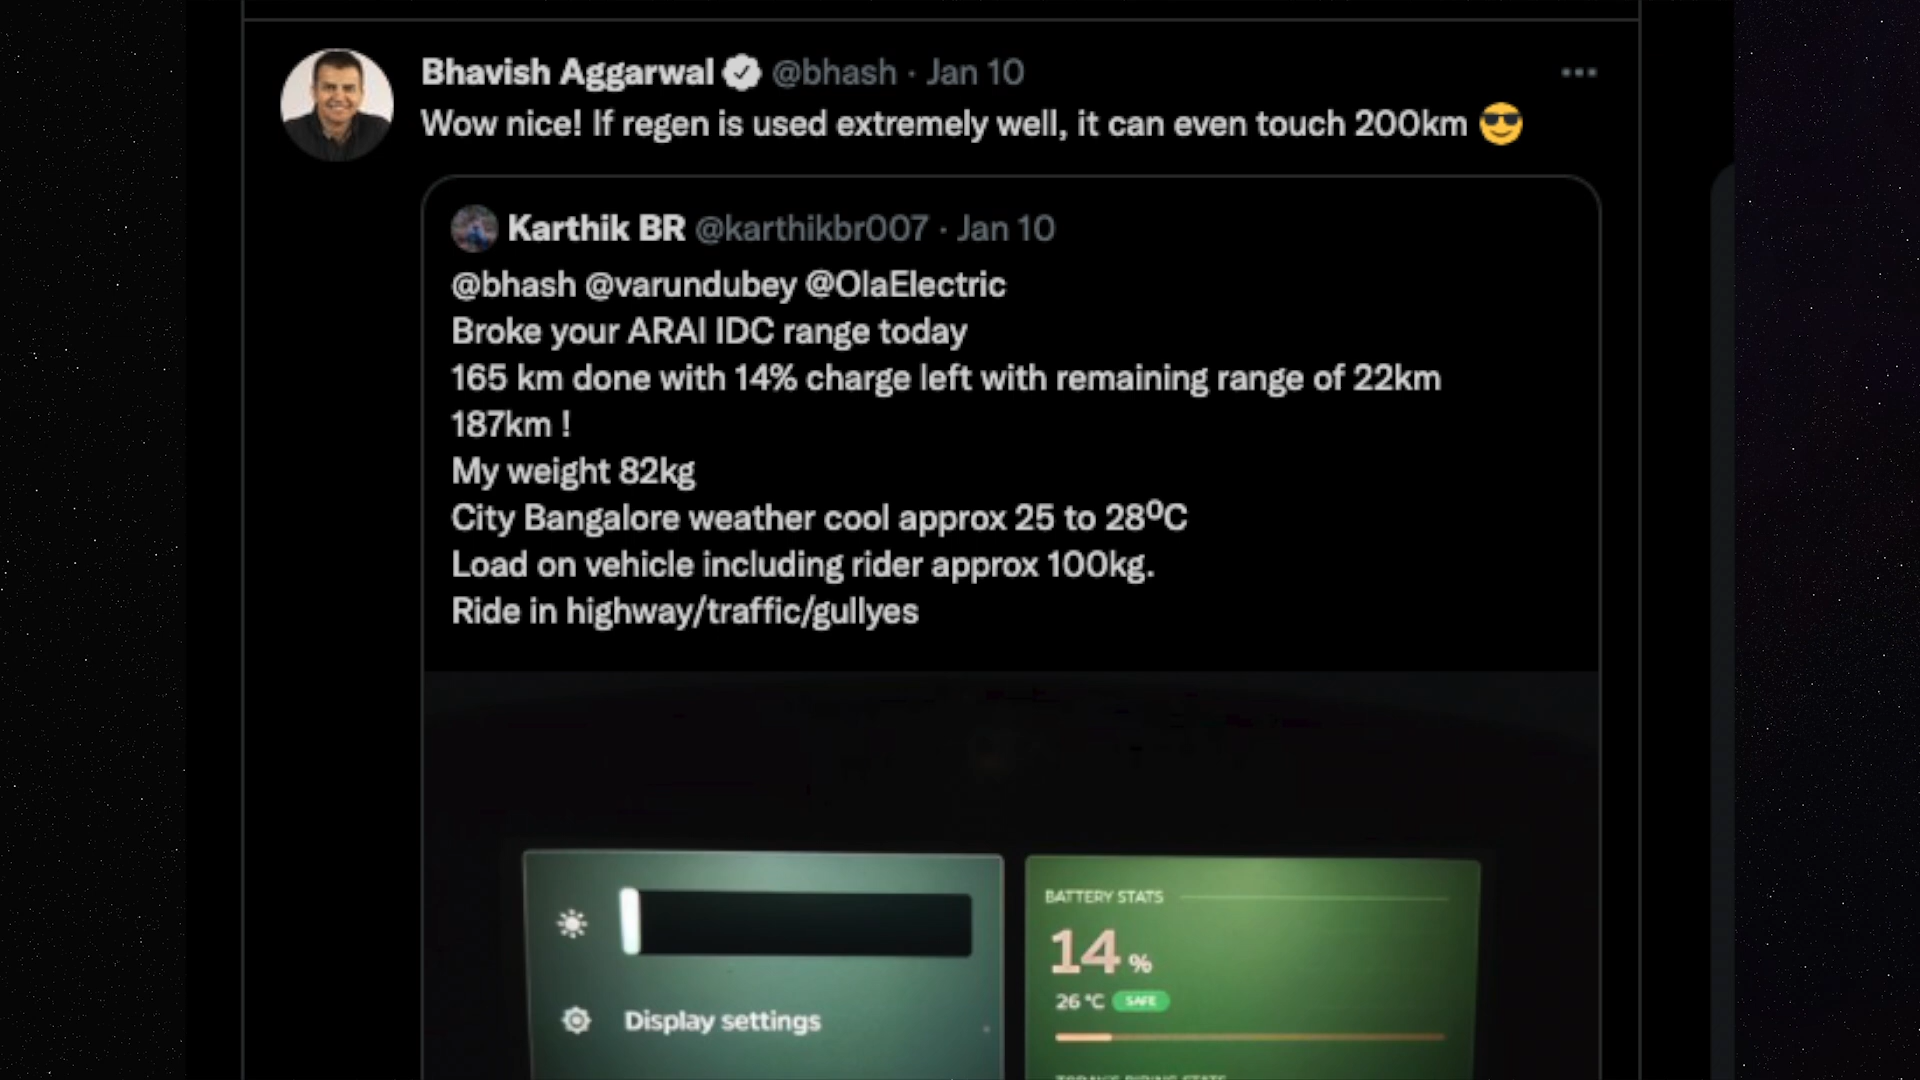 Bhavish Aggarwal @bhash · Jan 10
Wow nice! If regen is used extremely well, it can even touch 200km 😎
Karthik BR @karthikbr007 · Jan 10
@bhash @varundubey @OlaElectric
Broke your ARAI IDC range today
165 km done with 14% charge left with remaining range of 22km
187km !
My weight 82kg
City Bangalore weather cool approx 25 to 28⁰C
Load on vehicle including rider approx 100kg.
Ride in highway/traffic/gullyes
BATTERY STATS
14 %
26 °C SAFE
Display settings